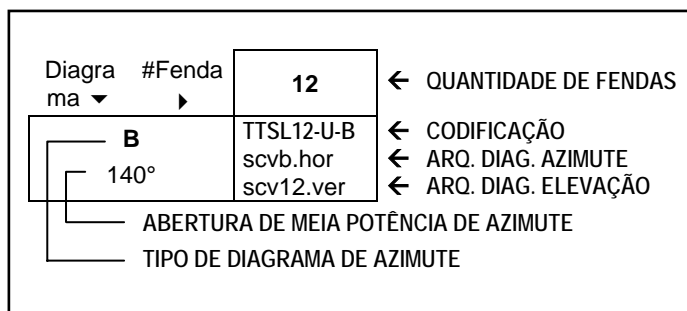 Diagra #Fenda
ma ▼ ▶
12 ← QUANTIDADE DE FENDAS
B TTSL12-U-B ← CODIFICAÇÃO
scvb.hor ← ARQ. DIAG. AZIMUTE
140° scv12.ver ← ARQ. DIAG. ELEVAÇÃO
ABERTURA DE MEIA POTÊNCIA DE AZIMUTE
TIPO DE DIAGRAMA DE AZIMUTE